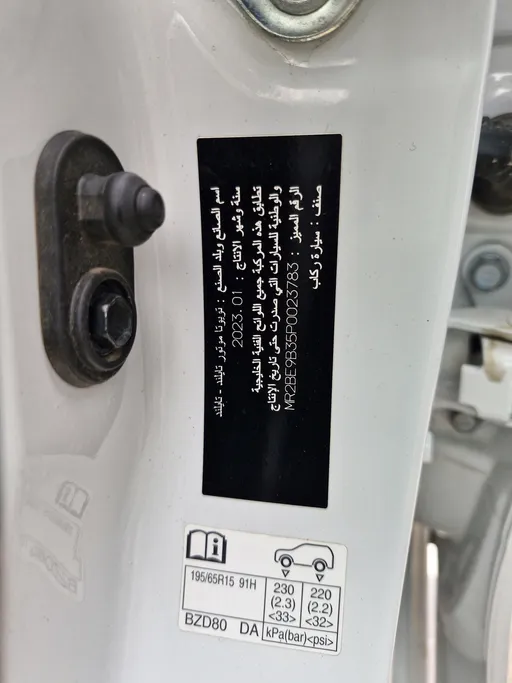 اسم الصانع وبلد الصنع : تويوتا موتور تايلند - تايلند
سنة وشهر الإنتاج : 2023.01
تطابق هذه المركبة جميع اللوائح الفنية الخليجية
والوطنية للسيارات التي صدرت حتى تاريخ الإنتاج
الرقم المميز : MR2BE9B35P0023783
صنف : سيارة ركاب
195/65R15 91H
230 220
(2.3) (2.2)
<33> <32>
BZD80 DA kPa(bar)<psi>